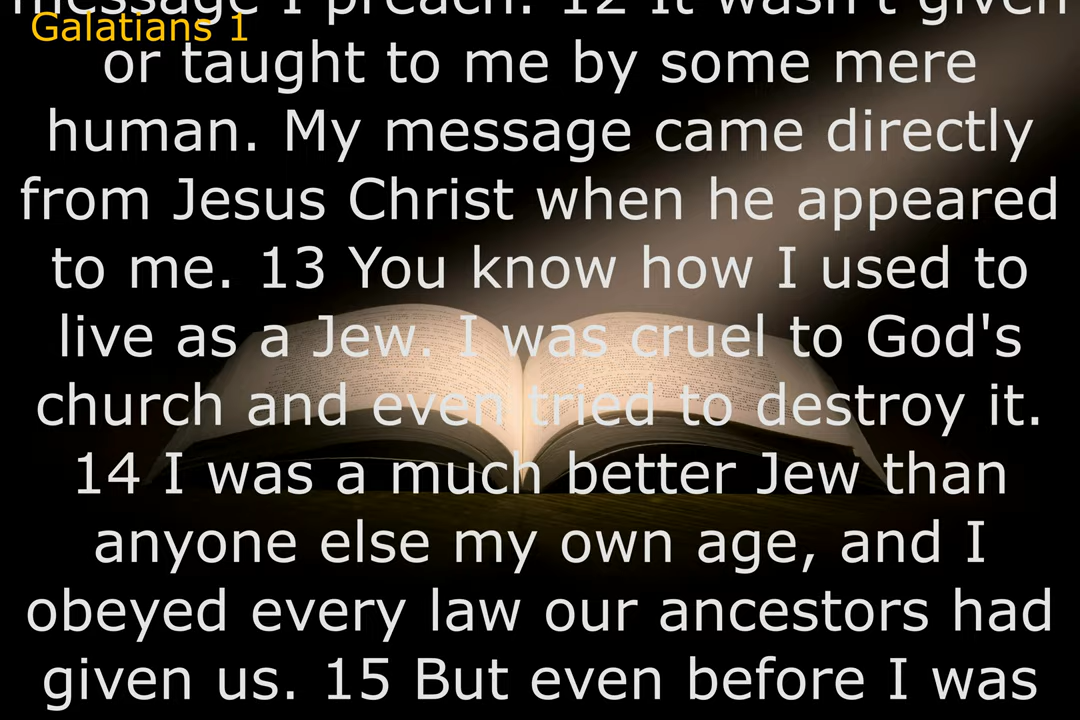 message I preach. 12 It wasn't given
Galatians 1
or taught to me by some mere
human. My message came directly
from Jesus Christ when he appeared
to me. 13 You know how I used to
live as a Jew. I was cruel to God's
church and even tried to destroy it.
14 I was a much better Jew than
anyone else my own age, and I
obeyed every law our ancestors had
given us. 15 But even before I was